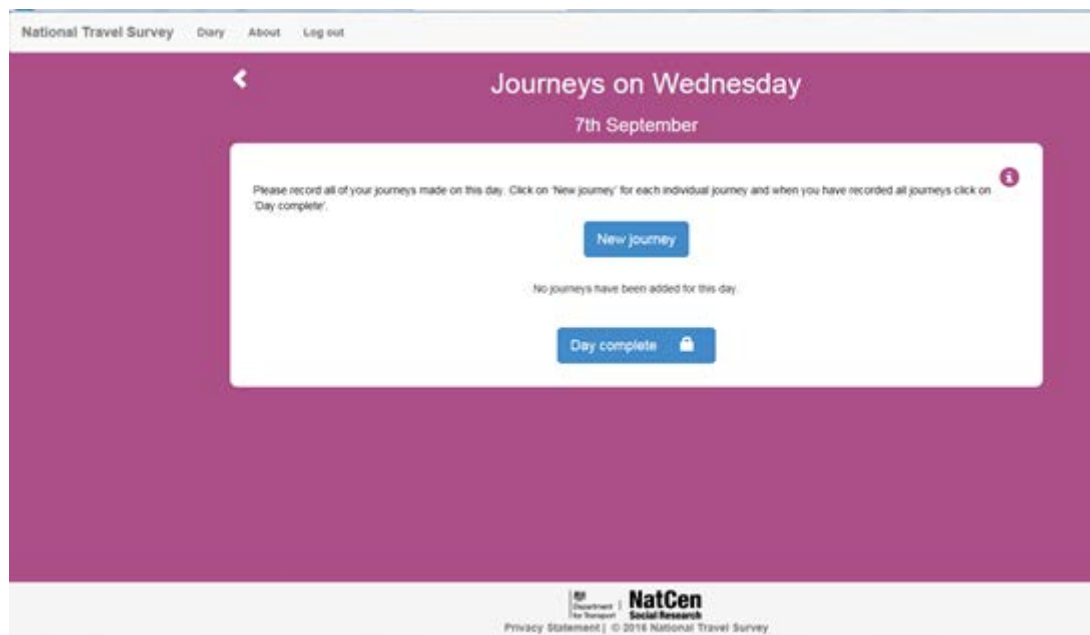 National Travel Survey Diary About Log out
Journeys on Wednesday
7th September
Please record all of your journeys made on this day. Click on 'New journey' for each individual journey and when you have recorded all journeys click on
'Day complete'.
New journey
No journeys have been added for this day.
Day complete
Department
for Transport
NatCen
Social Research
Privacy Statement | © 2016 National Travel Survey